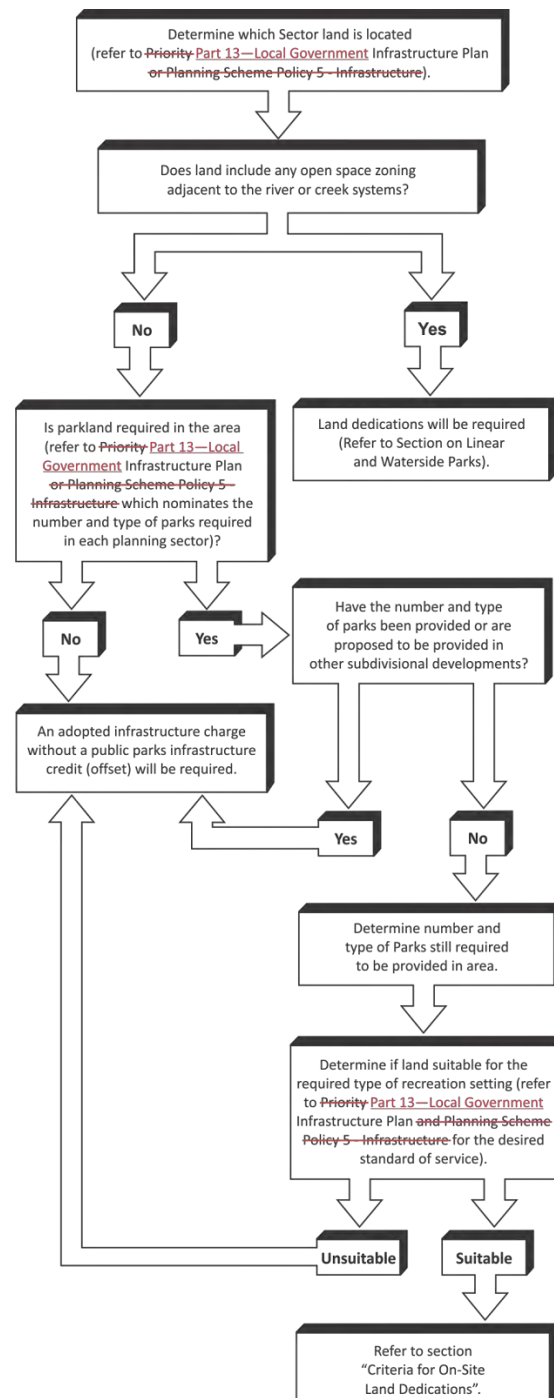 Determine which Sector land is located
(refer to Priority Part 13—Local Government Infrastructure Plan
or Planning Scheme Policy 5 - Infrastructure).
Does land include any open space zoning
adjacent to the river or creek systems?
No
Yes
Is parkland required in the area
(refer to Priority Part 13—Local
Government Infrastructure Plan
or Planning Scheme Policy 5 -
Infrastructure which nominates the
number and type of parks required
in each planning sector)?
Land dedications will be required
(Refer to Section on Linear
and Waterside Parks).
No
Yes
Have the number and type
of parks been provided or are
proposed to be provided in
other subdivisional developments?
An adopted infrastructure charge
without a public parks infrastructure
credit (offset) will be required.
Yes
No
Determine number and
type of Parks still required
to be provided in area.
Determine if land suitable for the
required type of recreation setting (refer
to Priority Part 13—Local Government
Infrastructure Plan and Planning Scheme
Policy 5 - Infrastructure for the desired
standard of service).
Unsuitable
Suitable
Refer to section
“Criteria for On-Site
Land Dedications”.